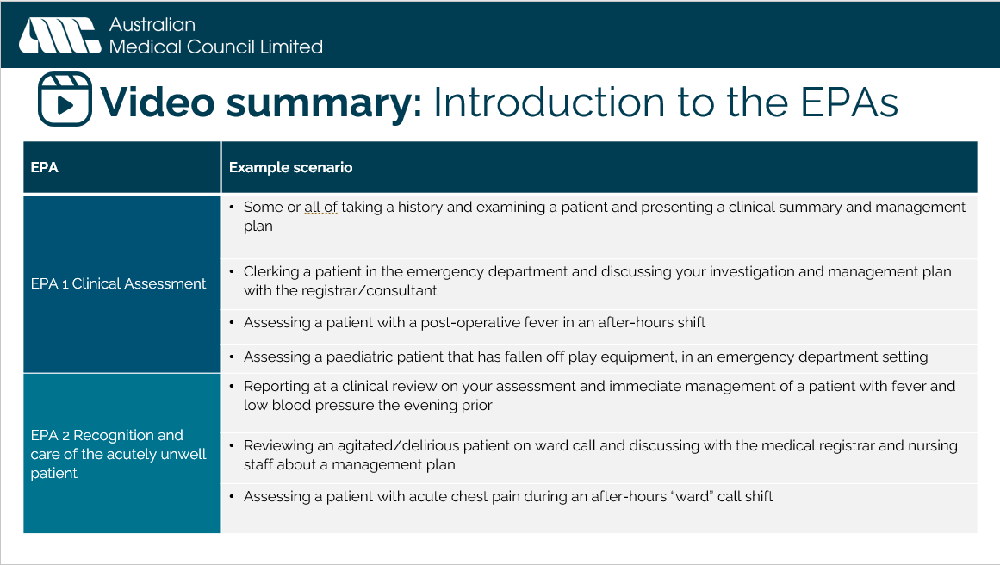 Australian
Medical Council Limited
Video summary: Introduction to the EPAs
EPA
Example scenario
EPA 1 Clinical Assessment
• Some or all of taking a history and examining a patient and presenting a clinical summary and management
plan
• Clerking a patient in the emergency department and discussing your investigation and management plan
with the registrar/consultant
• Assessing a patient with a post-operative fever in an after-hours shift
• Assessing a paediatric patient that has fallen off play equipment, in an emergency department setting
EPA 2 Recognition and
care of the acutely unwell
patient
• Reporting at a clinical review on your assessment and immediate management of a patient with fever and
low blood pressure the evening prior
• Reviewing an agitated/delirious patient on ward call and discussing with the medical registrar and nursing
staff about a management plan
• Assessing a patient with acute chest pain during an after-hours “ward” call shift